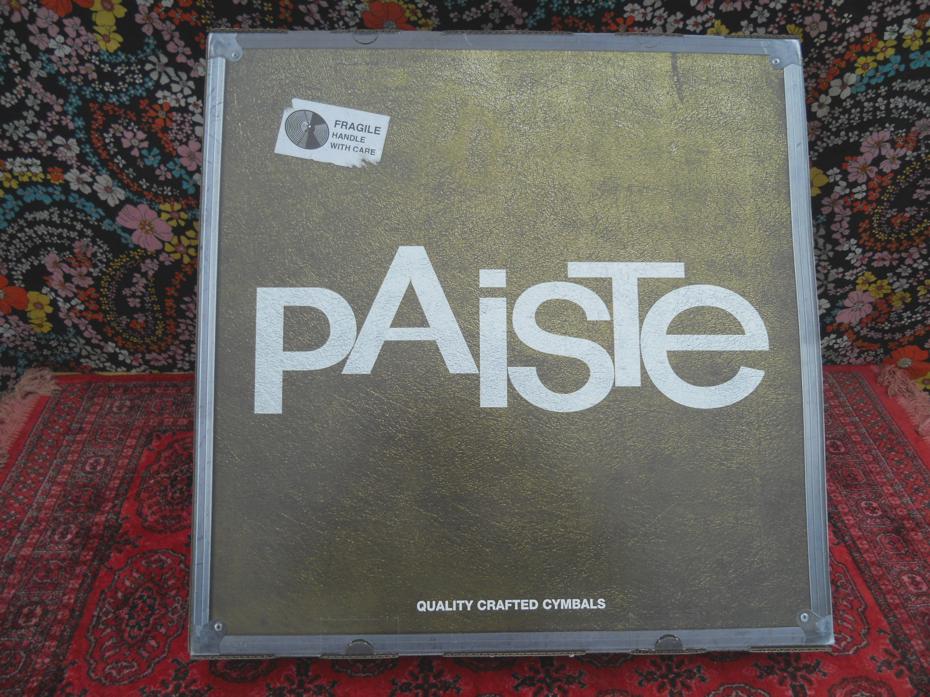 FRAGILE
HANDLE
WITH CARE
PAiSTe
QUALITY CRAFTED CYMBALS